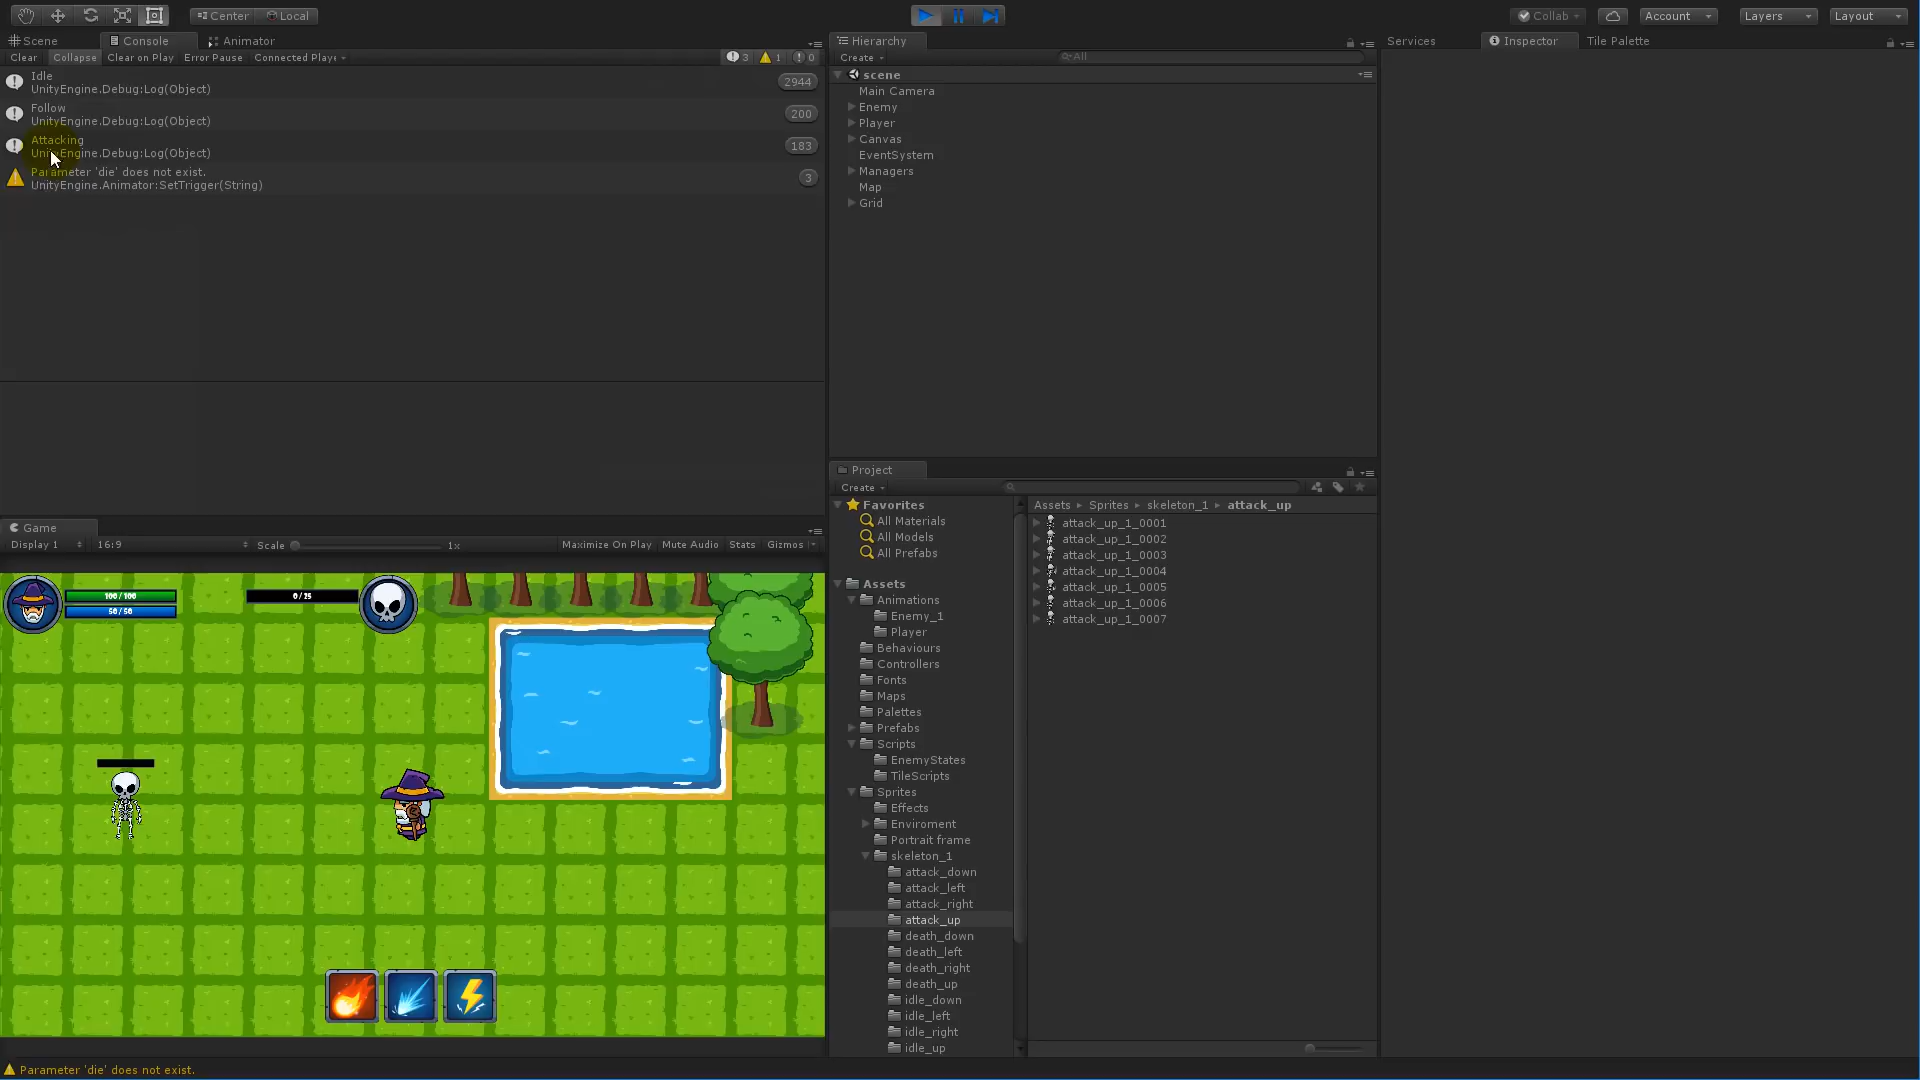 Center Local
Collab Account Layers Layout
Scene Console Animator
Clear Collapse Clear on Play Error Pause Connected Playe 3 1 0
Idle
UnityEngine.Debug:Log(Object)
2944
Follow
UnityEngine.Debug:Log(Object)
200
Attacking
UnityEngine.Debug:Log(Object)
183
Parameter 'die' does not exist.
UnityEngine.Animator:SetTrigger(String)
3
Game
Display 1 16:9 Scale 1x Maximize On Play Mute Audio Stats Gizmos
100/100
50/50
0/25
Hierarchy
Create All
scene
Main Camera
Enemy
Player
Canvas
EventSystem
Managers
Map
Grid
Project
Create
Favorites
All Materials
All Models
All Prefabs
Assets
Animations
Enemy_1
Player
Behaviours
Controllers
Fonts
Maps
Palettes
Prefabs
Scripts
EnemyStates
TileScripts
Sprites
Effects
Enviroment
Portrait frame
skeleton_1
attack_down
attack_left
attack_right
attack_up
death_down
death_left
death_right
death_up
idle_down
idle_left
idle_right
idle_up
Assets Sprites skeleton_1 attack_up
attack_up_1_0001
attack_up_1_0002
attack_up_1_0003
attack_up_1_0004
attack_up_1_0005
attack_up_1_0006
attack_up_1_0007
Services Inspector Tile Palette
Parameter 'die' does not exist.